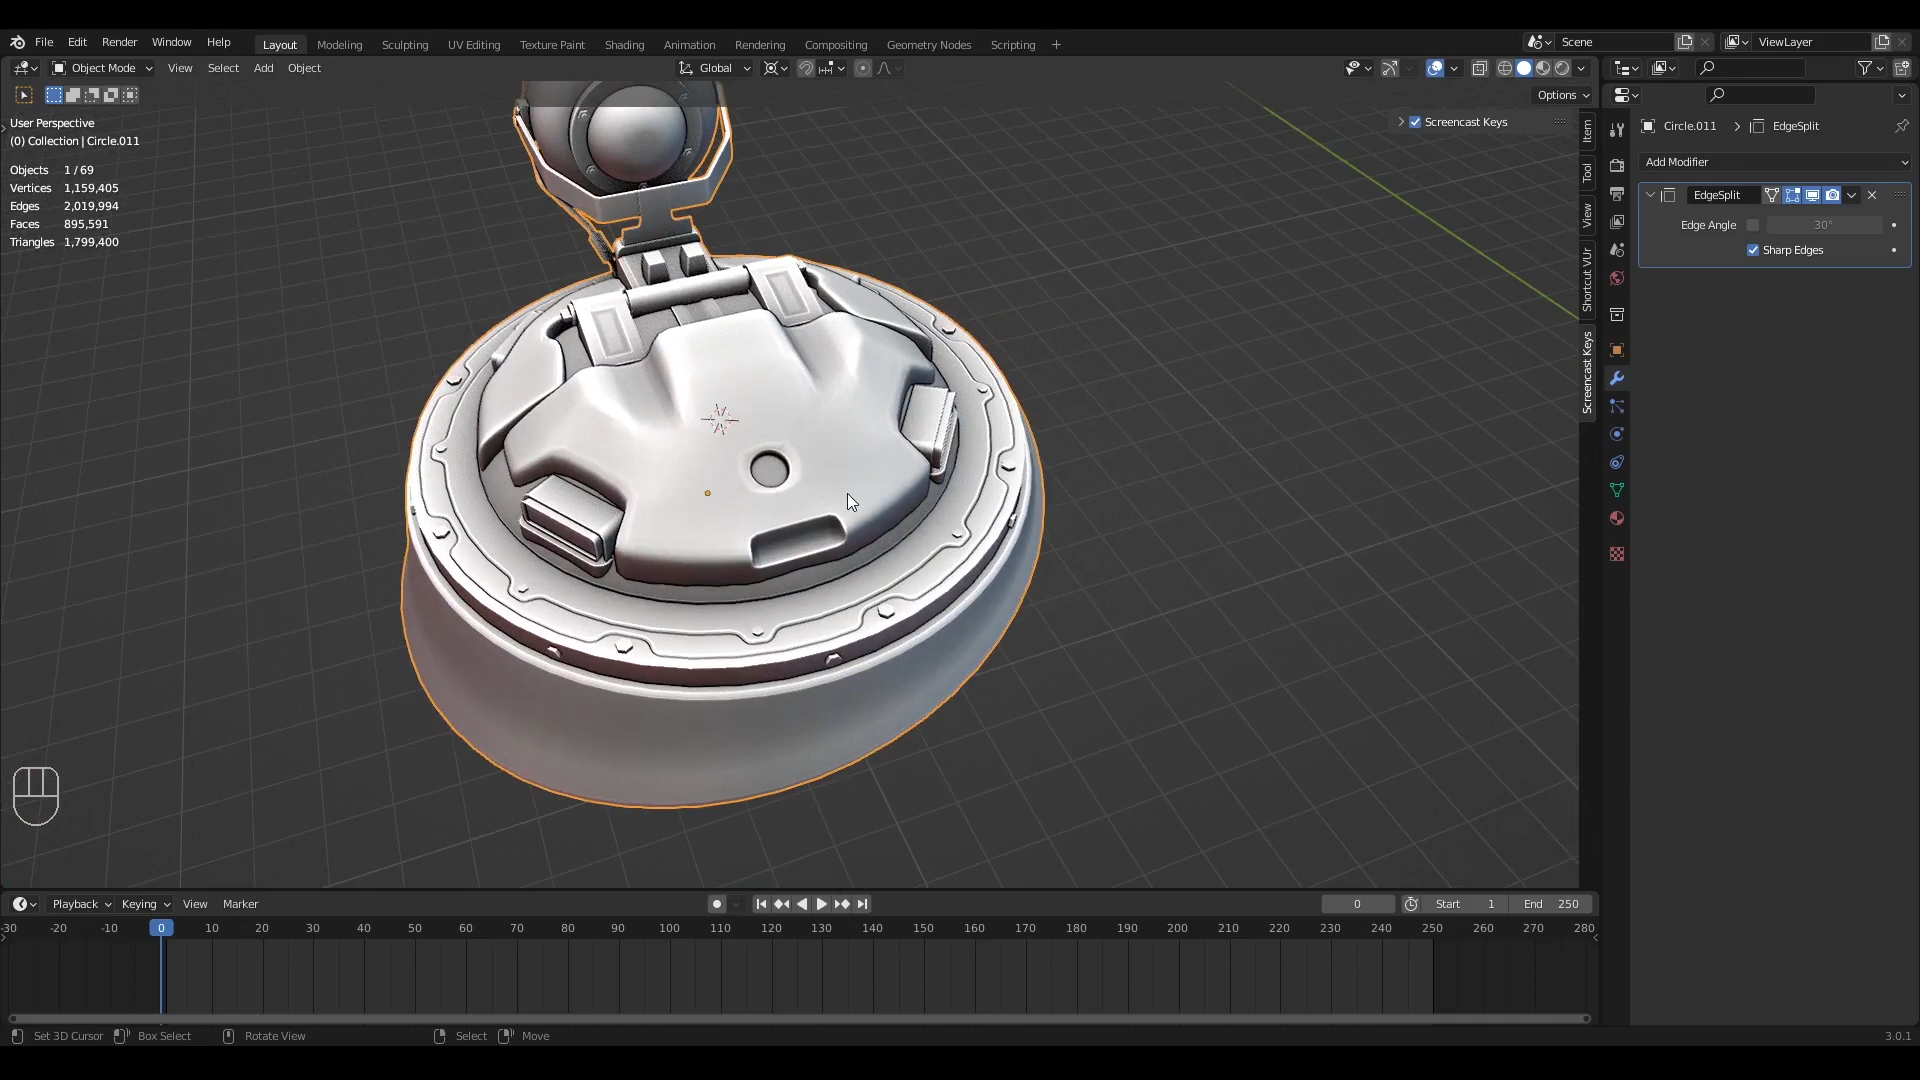 File Edit Render Window Help Layout Modeling Sculpting UV Editing Texture Paint Shading Animation Rendering Compositing Geometry Nodes Scripting + Scene ViewLayer
Object Mode View Select Add Object Global
Options
User Perspective
(0) Collection | Circle.011
Objects 1 / 69
Vertices 1,159,405
Edges 2,019,994
Faces 895,591
Triangles 1,799,400
Screencast Keys
Item
Tool
View
Shortcut VUr
Screencast Keys
Circle.011 EdgeSplit
Add Modifier
EdgeSplit
Edge Angle 30°
Sharp Edges
Playback Keying View Marker 0 Start 1 End 250
-30 -20 -10 0 10 20 30 40 50 60 70 80 90 100 110 120 130 140 150 160 170 180 190 200 210 220 230 240 250 260 270 280
Set 3D Cursor Box Select Rotate View Select Move 3.0.1